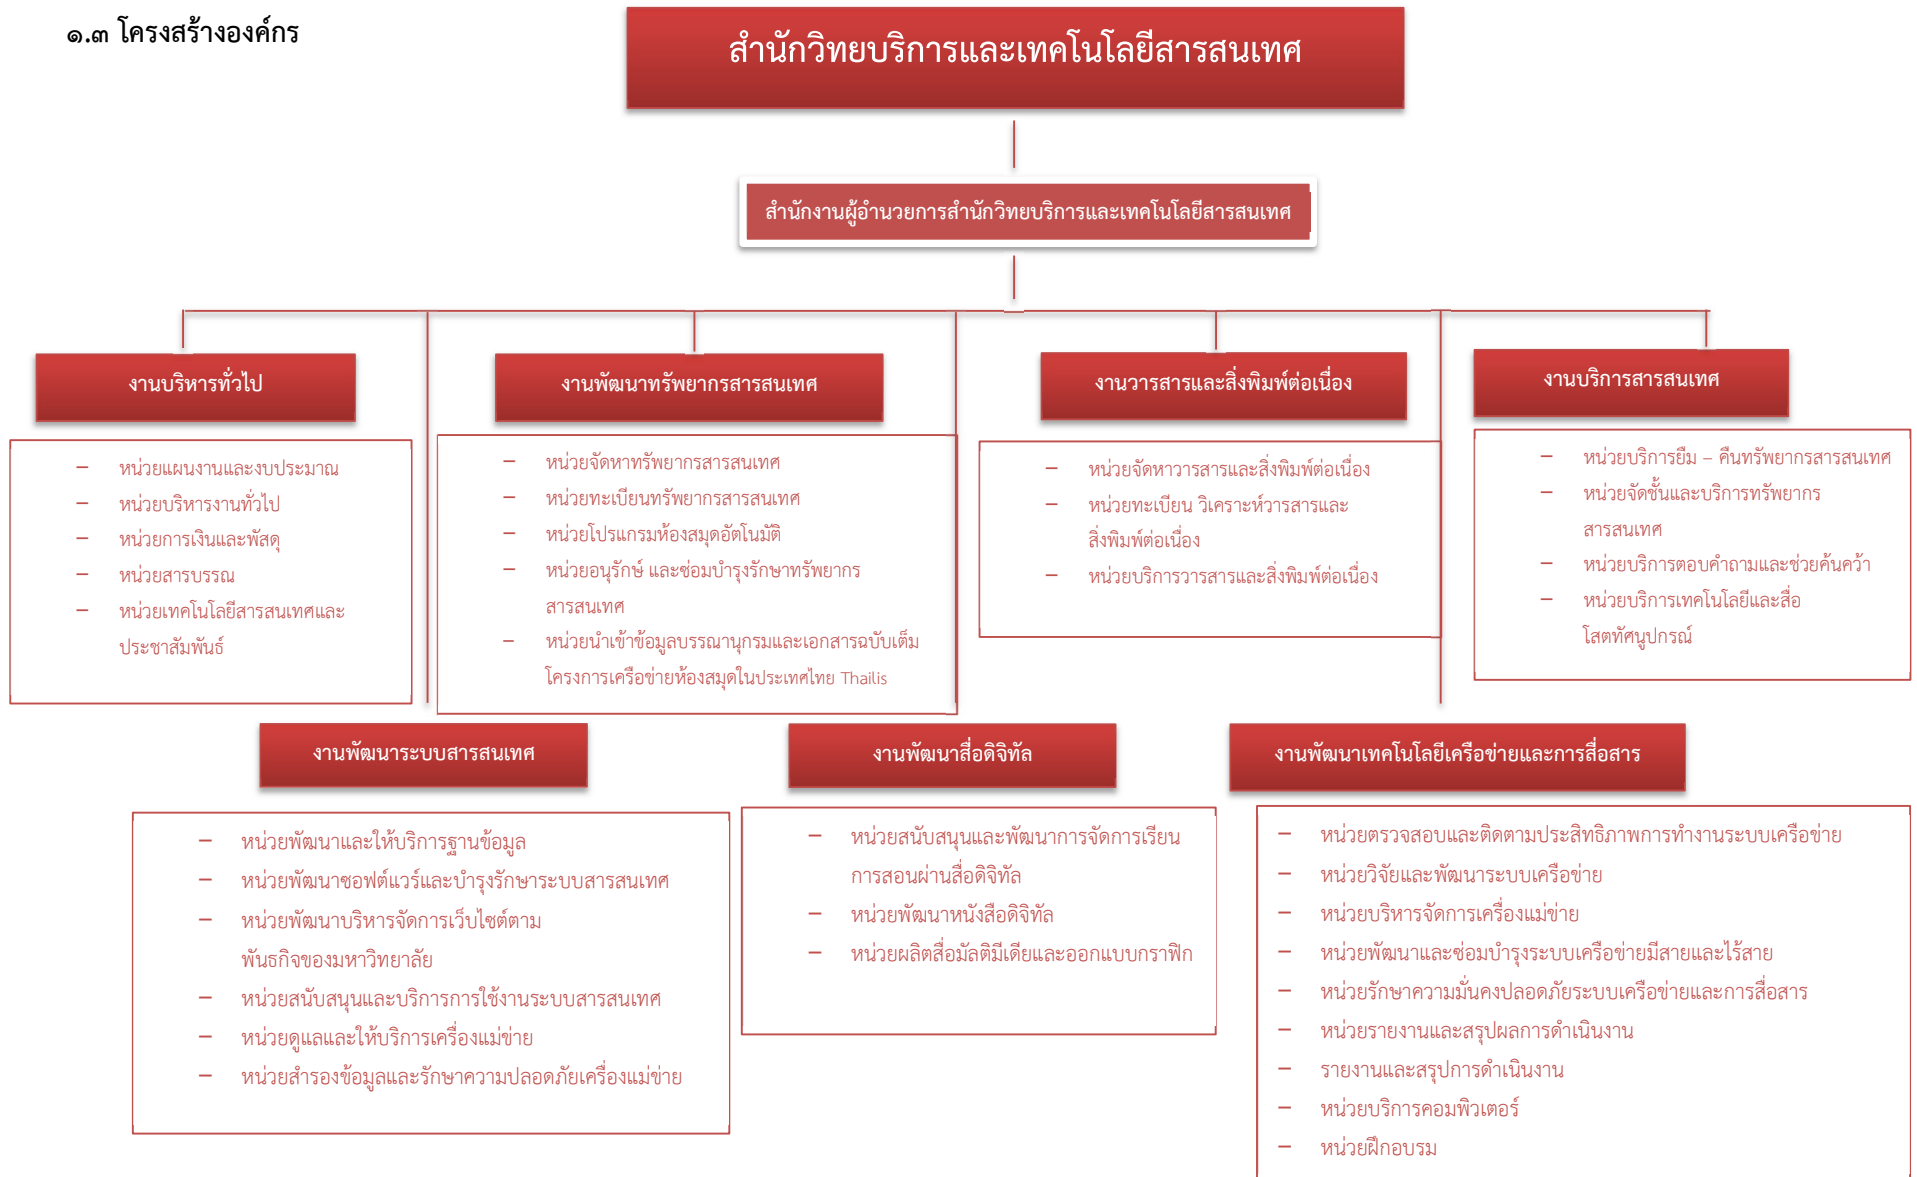 ๑.๓ โครงสร้างองค์กร
สำนักวิทยบริการและเทคโนโลยีสารสนเทศ
สำนักงานผู้อำนวยการสำนักวิทยบริการและเทคโนโลยีสารสนเทศ
งานบริหารทั่วไป
– หน่วยแผนงานและงบประมาณ
– หน่วยบริหารงานทั่วไป
– หน่วยการเงินและพัสดุ
– หน่วยสารบรรณ
– หน่วยเทคโนโลยีสารสนเทศและ
ประชาสัมพันธ์
งานพัฒนาทรัพยากรสารสนเทศ
– หน่วยจัดหาทรัพยากรสารสนเทศ
– หน่วยทะเบียนทรัพยากรสารสนเทศ
– หน่วยโปรแกรมห้องสมุดอัตโนมัติ
– หน่วยอนุรักษ์ และซ่อมบำรุงรักษาทรัพยากร
สารสนเทศ
– หน่วยนำเข้าข้อมูลบรรณานุกรมและเอกสารฉบับเต็ม
โครงการเครือข่ายห้องสมุดในประเทศไทย Thailis
งานวารสารและสิ่งพิมพ์ต่อเนื่อง
– หน่วยจัดหาวารสารและสิ่งพิมพ์ต่อเนื่อง
– หน่วยทะเบียน วิเคราะห์วารสารและ
สิ่งพิมพ์ต่อเนื่อง
– หน่วยบริการวารสารและสิ่งพิมพ์ต่อเนื่อง
งานบริการสารสนเทศ
– หน่วยบริการยืม – คืนทรัพยากรสารสนเทศ
– หน่วยจัดชั้นและบริการทรัพยากร
สารสนเทศ
– หน่วยบริการตอบคำถามและช่วยค้นคว้า
– หน่วยบริการเทคโนโลยีและสื่อ
โสตทัศนูปกรณ์
งานพัฒนาระบบสารสนเทศ
– หน่วยพัฒนาและให้บริการฐานข้อมูล
– หน่วยพัฒนาซอฟต์แวร์และบำรุงรักษาระบบสารสนเทศ
– หน่วยพัฒนาบริหารจัดการเว็บไซต์ตาม
พันธกิจของมหาวิทยาลัย
– หน่วยสนับสนุนและบริการการใช้งานระบบสารสนเทศ
– หน่วยดูแลและให้บริการเครื่องแม่ข่าย
– หน่วยสำรองข้อมูลและรักษาความปลอดภัยเครื่องแม่ข่าย
งานพัฒนาสื่อดิจิทัล
– หน่วยสนับสนุนและพัฒนาการจัดการเรียน
การสอนผ่านสื่อดิจิทัล
– หน่วยพัฒนาหนังสือดิจิทัล
– หน่วยผลิตสื่อมัลติมีเดียและออกแบบกราฟิก
งานพัฒนาเทคโนโลยีเครือข่ายและการสื่อสาร
– หน่วยตรวจสอบและติดตามประสิทธิภาพการทำงานระบบเครือข่าย
– หน่วยวิจัยและพัฒนาระบบเครือข่าย
– หน่วยบริหารจัดการเครื่องแม่ข่าย
– หน่วยพัฒนาและซ่อมบำรุงระบบเครือข่ายมีสายและไร้สาย
– หน่วยรักษาความมั่นคงปลอดภัยระบบเครือข่ายและการสื่อสาร
– หน่วยรายงานและสรุปผลการดำเนินงาน
– รายงานและสรุปการดำเนินงาน
– หน่วยบริการคอมพิวเตอร์
– หน่วยฝึกอบรม